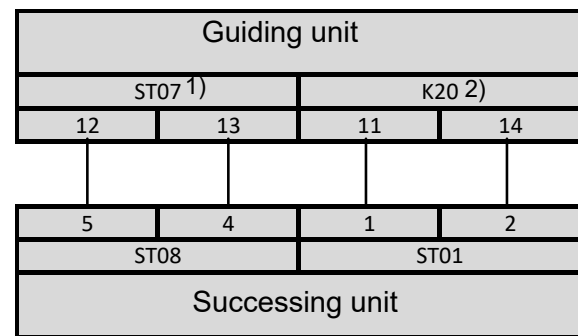 Guiding unit
ST07 1) K20 2)
12 13 11 14
5 4 1 2
ST08 ST01
Successing unit